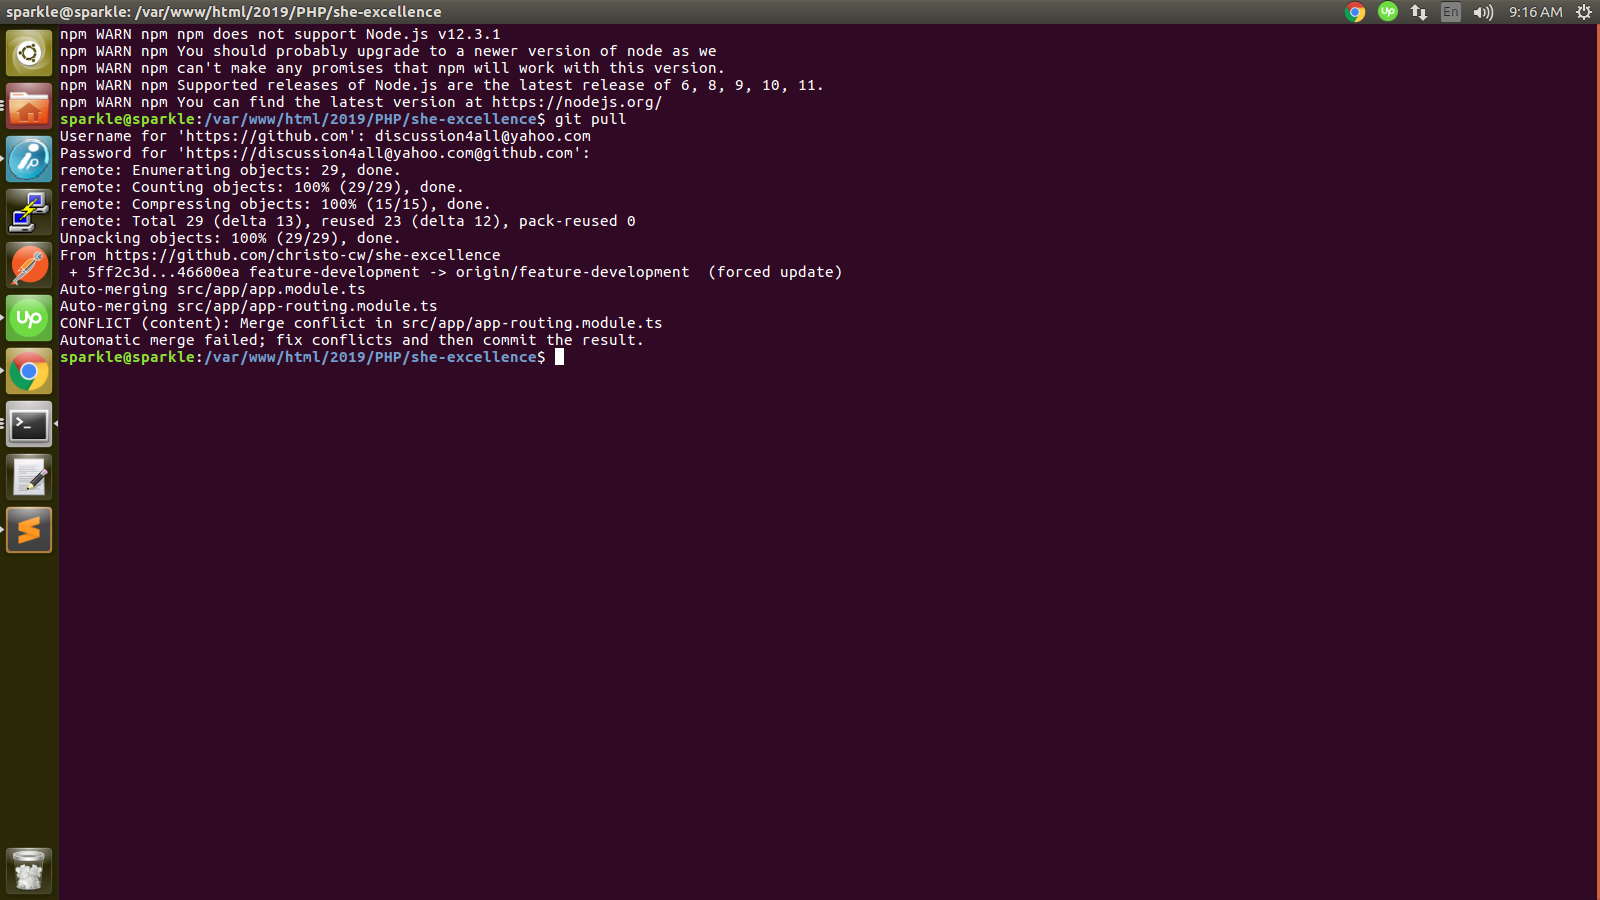 sparkle@sparkle: /var/www/html/2019/PHP/she-excellence
Up
En
9:16 AM
npm WARN npm npm does not support Node.js v12.3.1
npm WARN npm You should probably upgrade to a newer version of node as we
npm WARN npm can't make any promises that npm will work with this version.
npm WARN npm Supported releases of Node.js are the latest release of 6, 8, 9, 10, 11.
npm WARN npm You can find the latest version at https://nodejs.org/
sparkle@sparkle:/var/www/html/2019/PHP/she-excellence$ git pull
Username for 'https://github.com': discussion4all@yahoo.com
Password for 'https://discussion4all@yahoo.com@github.com':
remote: Enumerating objects: 29, done.
remote: Counting objects: 100% (29/29), done.
remote: Compressing objects: 100% (15/15), done.
remote: Total 29 (delta 13), reused 23 (delta 12), pack-reused 0
Unpacking objects: 100% (29/29), done.
From https://github.com/christo-cw/she-excellence
 + 5ff2c3d...46600ea feature-development -> origin/feature-development  (forced update)
Auto-merging src/app/app.module.ts
Auto-merging src/app/app-routing.module.ts
CONFLICT (content): Merge conflict in src/app/app-routing.module.ts
Automatic merge failed; fix conflicts and then commit the result.
sparkle@sparkle:/var/www/html/2019/PHP/she-excellence$
ip
Up
>_